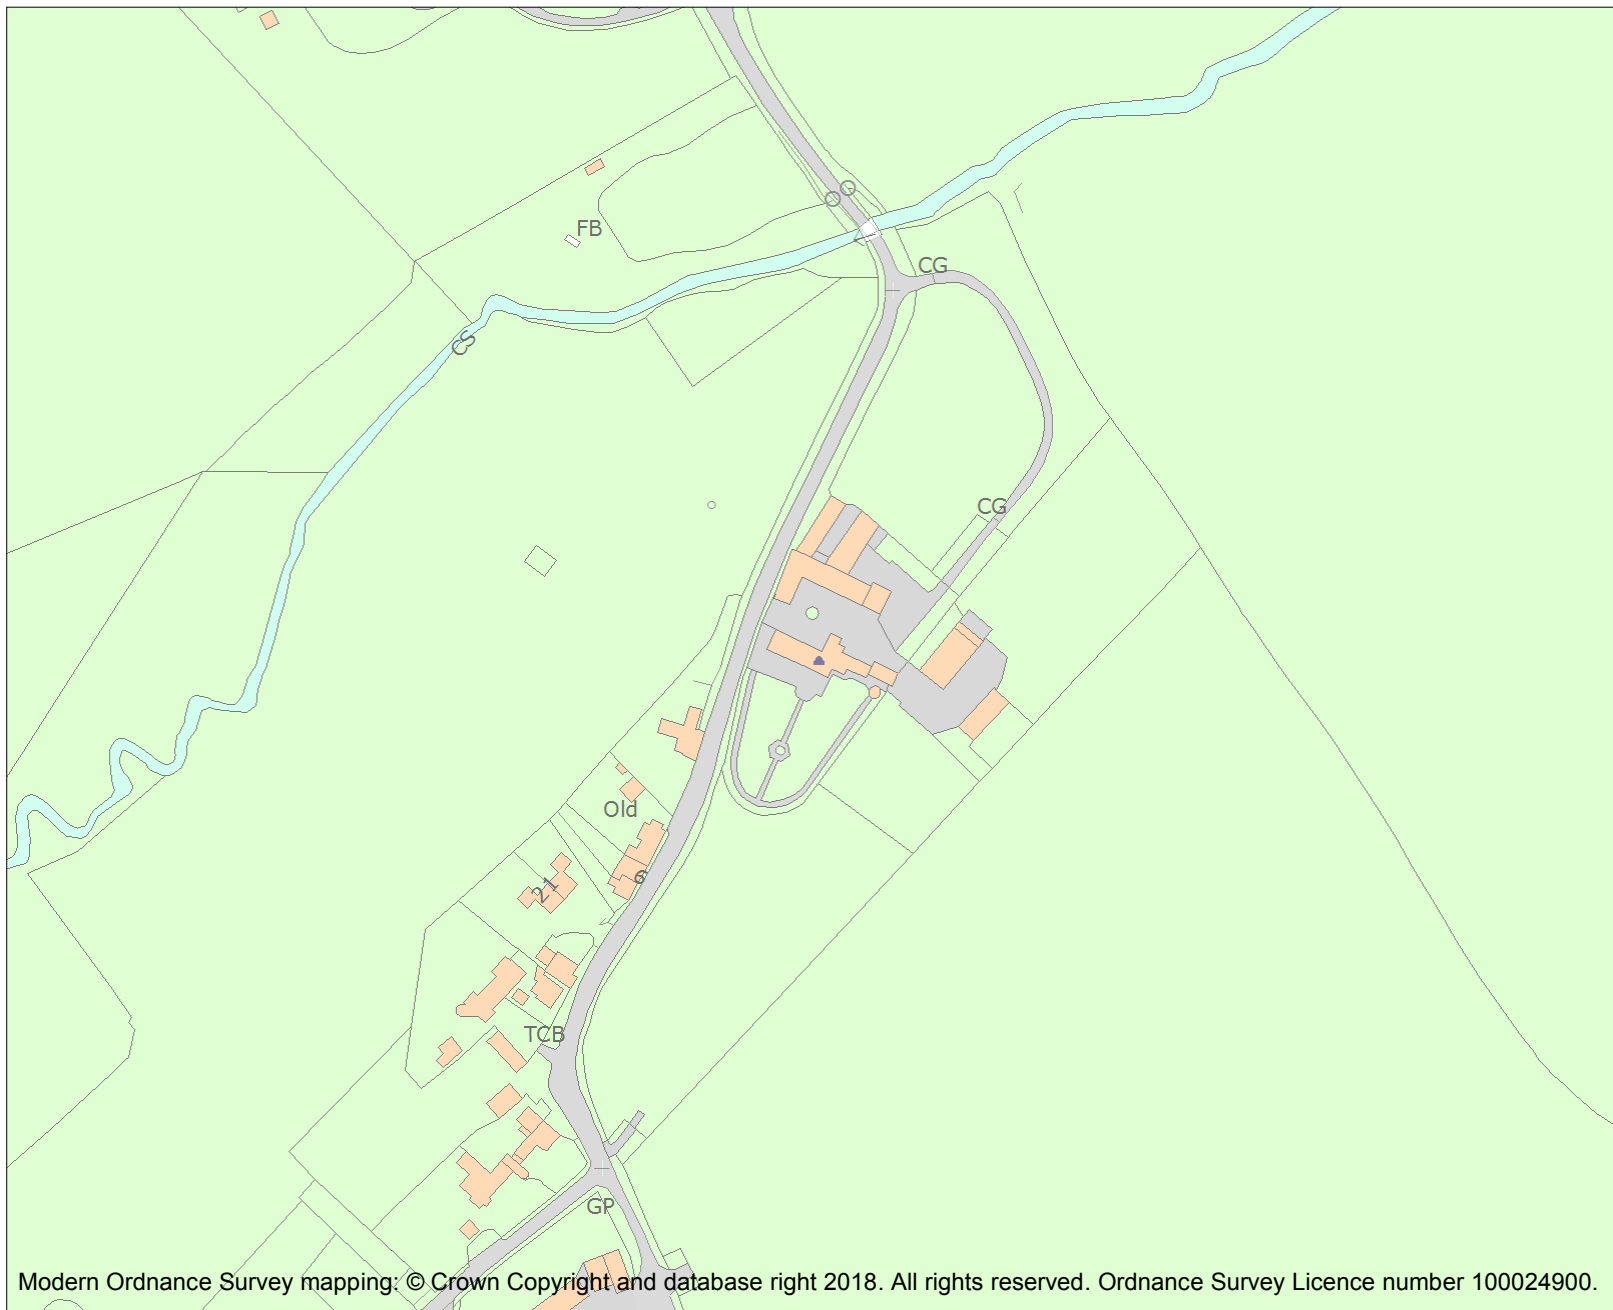 FB
CG
CS
CG
Old
6
21
TCB
GP
Modern Ordnance Survey mapping: © Crown Copyright and database right 2018. All rights reserved. Ordnance Survey Licence number 100024900.